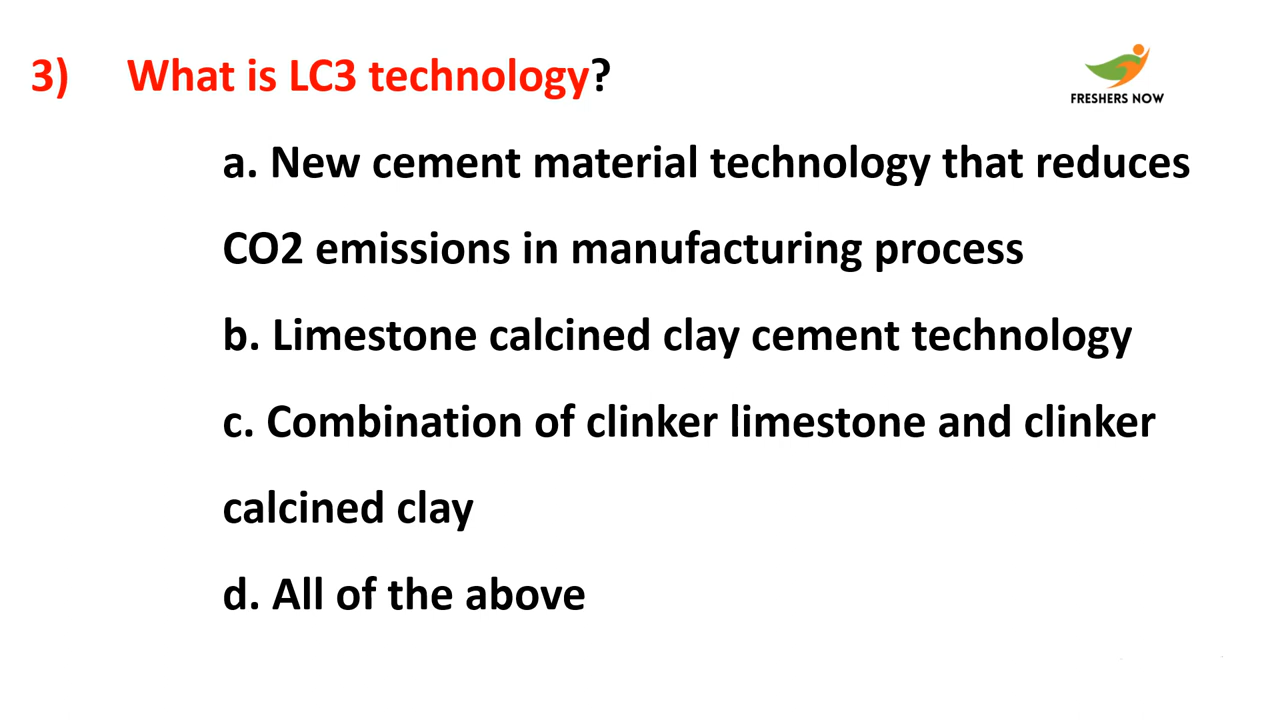 3) What is LC3 technology?
FRESHERS NOW
a. New cement material technology that reduces
CO2 emissions in manufacturing process
b. Limestone calcined clay cement technology
c. Combination of clinker limestone and clinker
calcined clay
d. All of the above